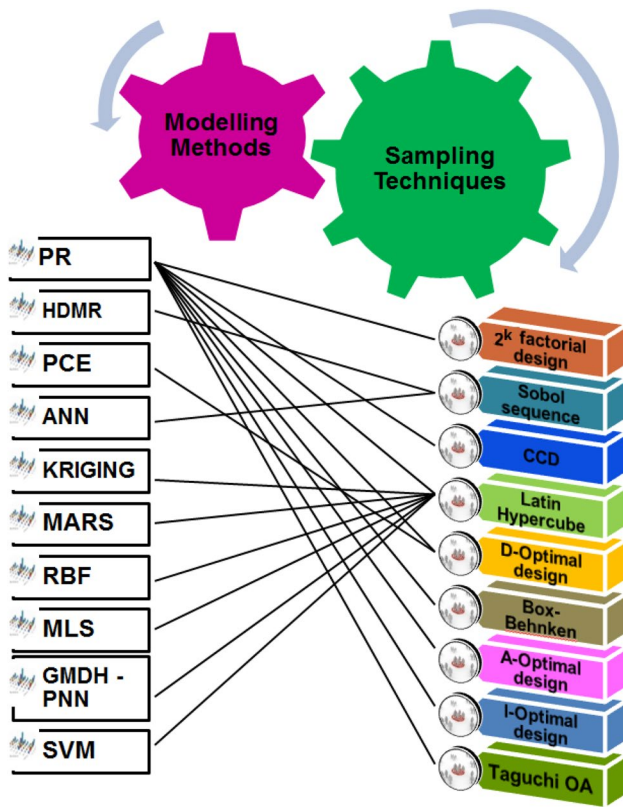 Modelling
Methods
Sampling
Techniques
PR
HDMR
PCE
ANN
KRIGING
MARS
RBF
MLS
GMDH -
PNN
SVM
2ᵏ factorial
design
Sobol
sequence
CCD
Latin
Hypercube
D-Optimal
design
Box-
Behnken
A-Optimal
design
I-Optimal
design
Taguchi OA